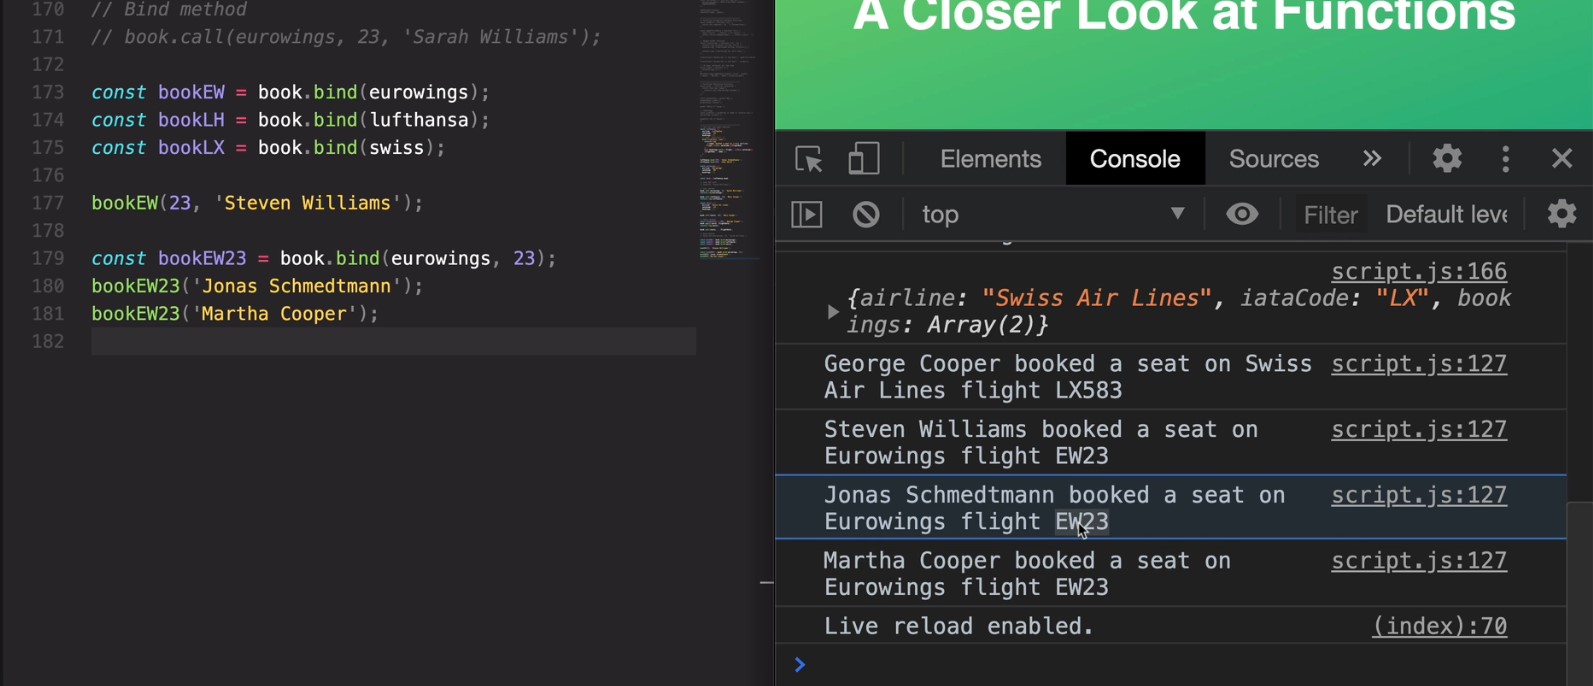 170 // Bind method
171 // book.call(eurowings, 23, 'Sarah Williams');
172
173 const bookEW = book.bind(eurowings);
174 const bookLH = book.bind(lufthansa);
175 const bookLX = book.bind(swiss);
176
177 bookEW(23, 'Steven Williams');
178
179 const bookEW23 = book.bind(eurowings, 23);
180 bookEW23('Jonas Schmedtmann');
181 bookEW23('Martha Cooper');
182
A Closer Look at Functions
Elements Console Sources »
top Filter Default leve
script.js:166
{airline: "Swiss Air Lines", iataCode: "LX", book
ings: Array(2)}
George Cooper booked a seat on Swiss script.js:127
Air Lines flight LX583
Steven Williams booked a seat on script.js:127
Eurowings flight EW23
Jonas Schmedtmann booked a seat on script.js:127
Eurowings flight EW23
Martha Cooper booked a seat on script.js:127
Eurowings flight EW23
Live reload enabled. (index):70